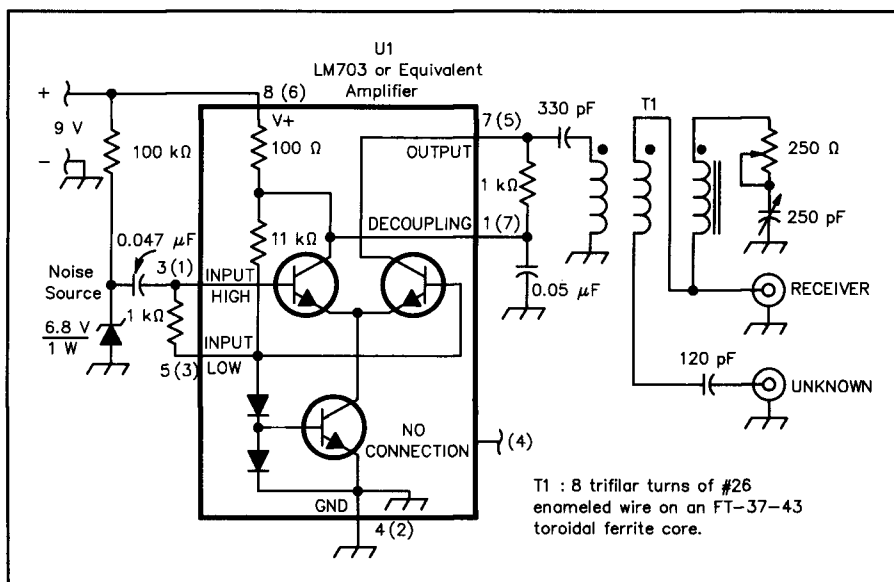 U1
LM703 or Equivalent
Amplifier
+
9 V
−
100 kΩ
8 (6)
V+
100 Ω
7 (5)
OUTPUT
330 pF
T1
250 Ω
250 pF
1 kΩ
DECOUPLING
1 (7)
11 kΩ
0.047 µF
Noise
Source
3 (1)
INPUT
HIGH
0.05 µF
RECEIVER
6.8 V
1 W
1 kΩ
5 (3)
INPUT
LOW
120 pF
UNKNOWN
NO
CONNECTION
(4)
GND
4 (2)
T1 : 8 trifilar turns of #26
enameled wire on an FT-37-43
toroidal ferrite core.